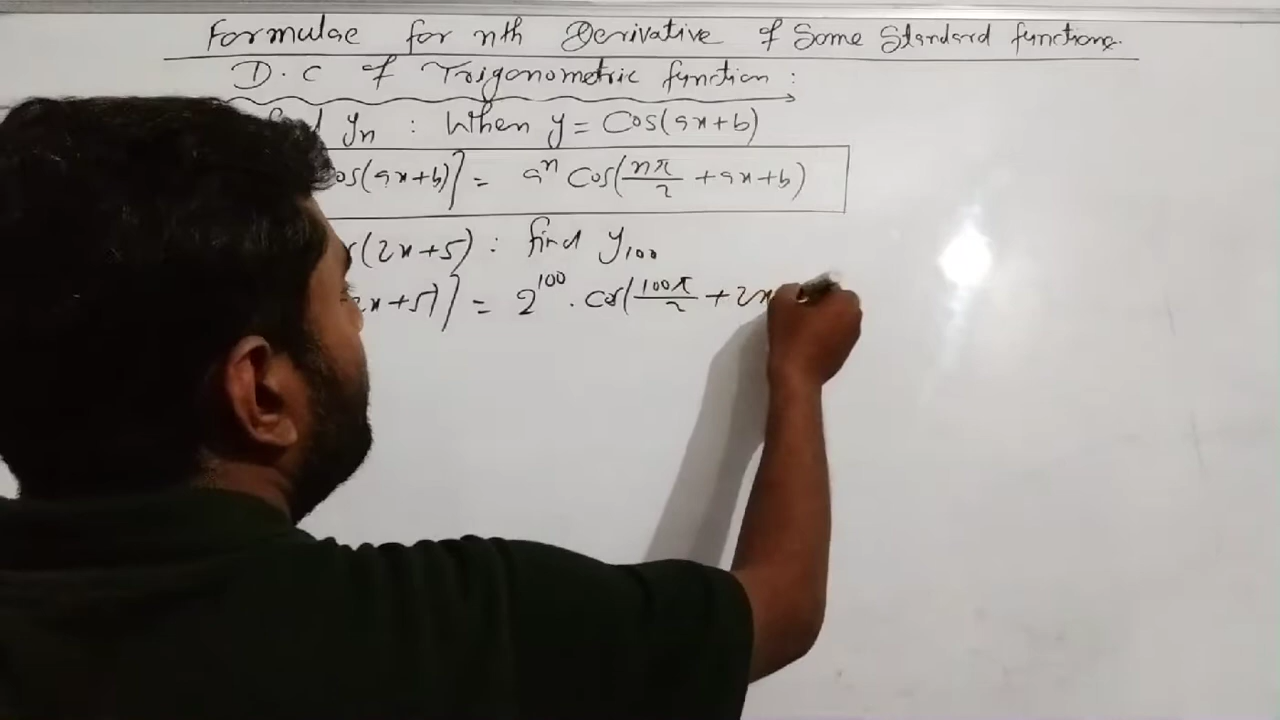 Formulae for nth Derivative of Some Standard functions.
D.C of Trigonometric function :
yn : When y = Cos(ax+b)
os(ax+b)] = aⁿ Cos(nπ/2 + ax+b)
(2x+5) : find y₁₀₀
2x+5)] = 2¹⁰⁰ . cos(100π/2 + 2x